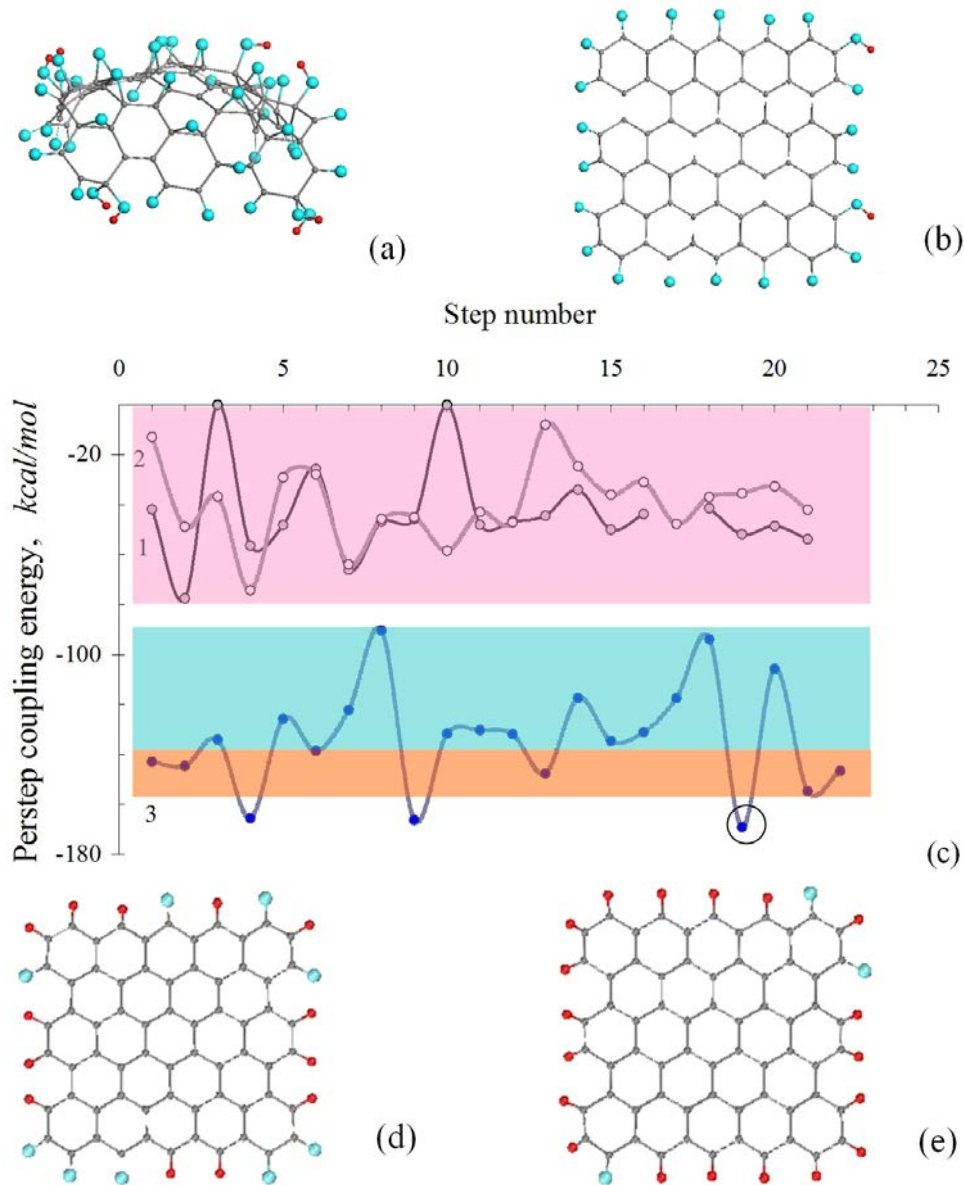 (a)
(b)
Step number
0 5 10 15 20 25
Perstep coupling energy, kcal/mol
-20
2
1
-100
3
-180
(c)
(d)
(e)